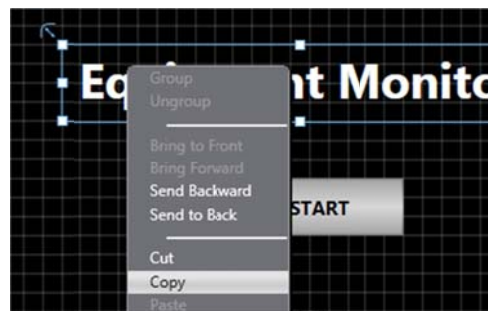 Eq nt Monito
Group
Ungroup
Bring to Front
Bring Forward
Send Backward
Send to Back
START
Cut
Copy
Paste